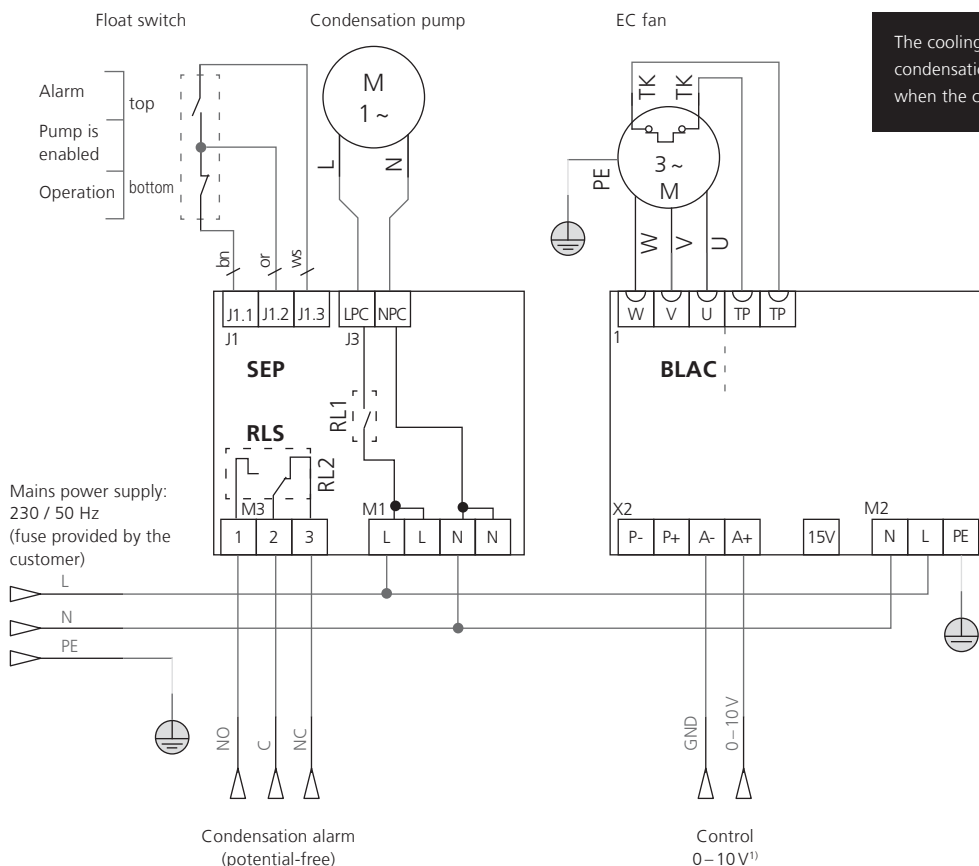 Float switch
Condensation pump
EC fan
The cooling
condensatio
when the c
Alarm
top
Pump is
enabled
Operation
bottom
M
1 ~
L
N
TK
TK
3 ~
M
PE
W
V
U
bn
or
ws
J1.1
J1.2
J1.3
LPC
NPC
J1
J3
SEP
RL1
RLS
RL2
M3
M1
1
2
3
L
L
N
N
W
V
U
TP
TP
1
BLAC
X2
M2
P-
P+
A-
A+
15V
N
L
PE
Mains power supply:
230 / 50 Hz
(fuse provided by the
customer)
L
N
PE
NO
C
NC
GND
0–10 V
Condensation alarm
(potential-free)
Control
0–10 V¹⁾